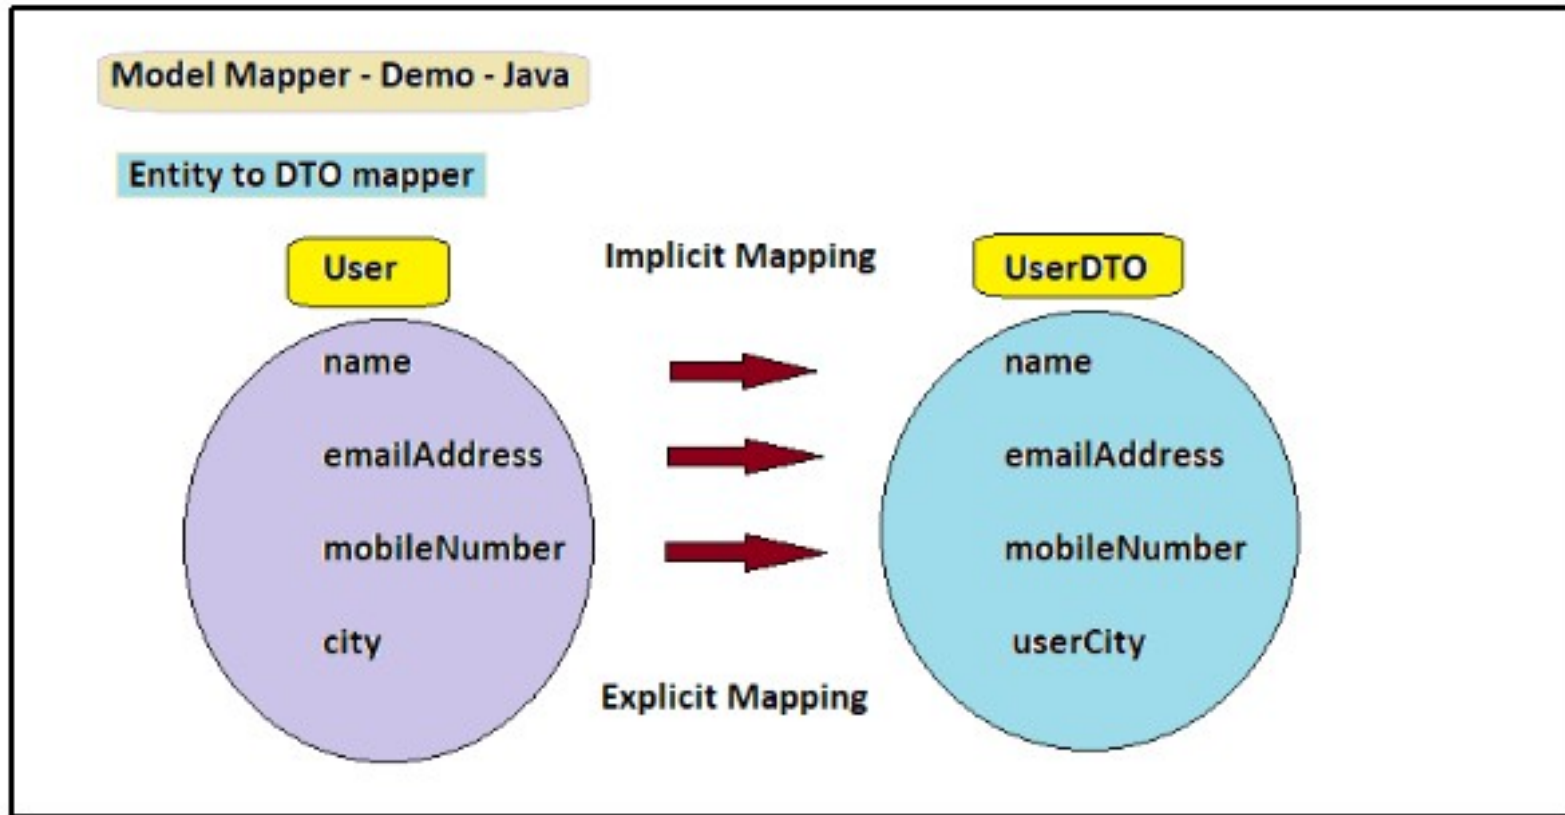 Model Mapper - Demo - Java
Entity to DTO mapper
User
Implicit Mapping
UserDTO
name
name
emailAddress
emailAddress
mobileNumber
mobileNumber
city
userCity
Explicit Mapping